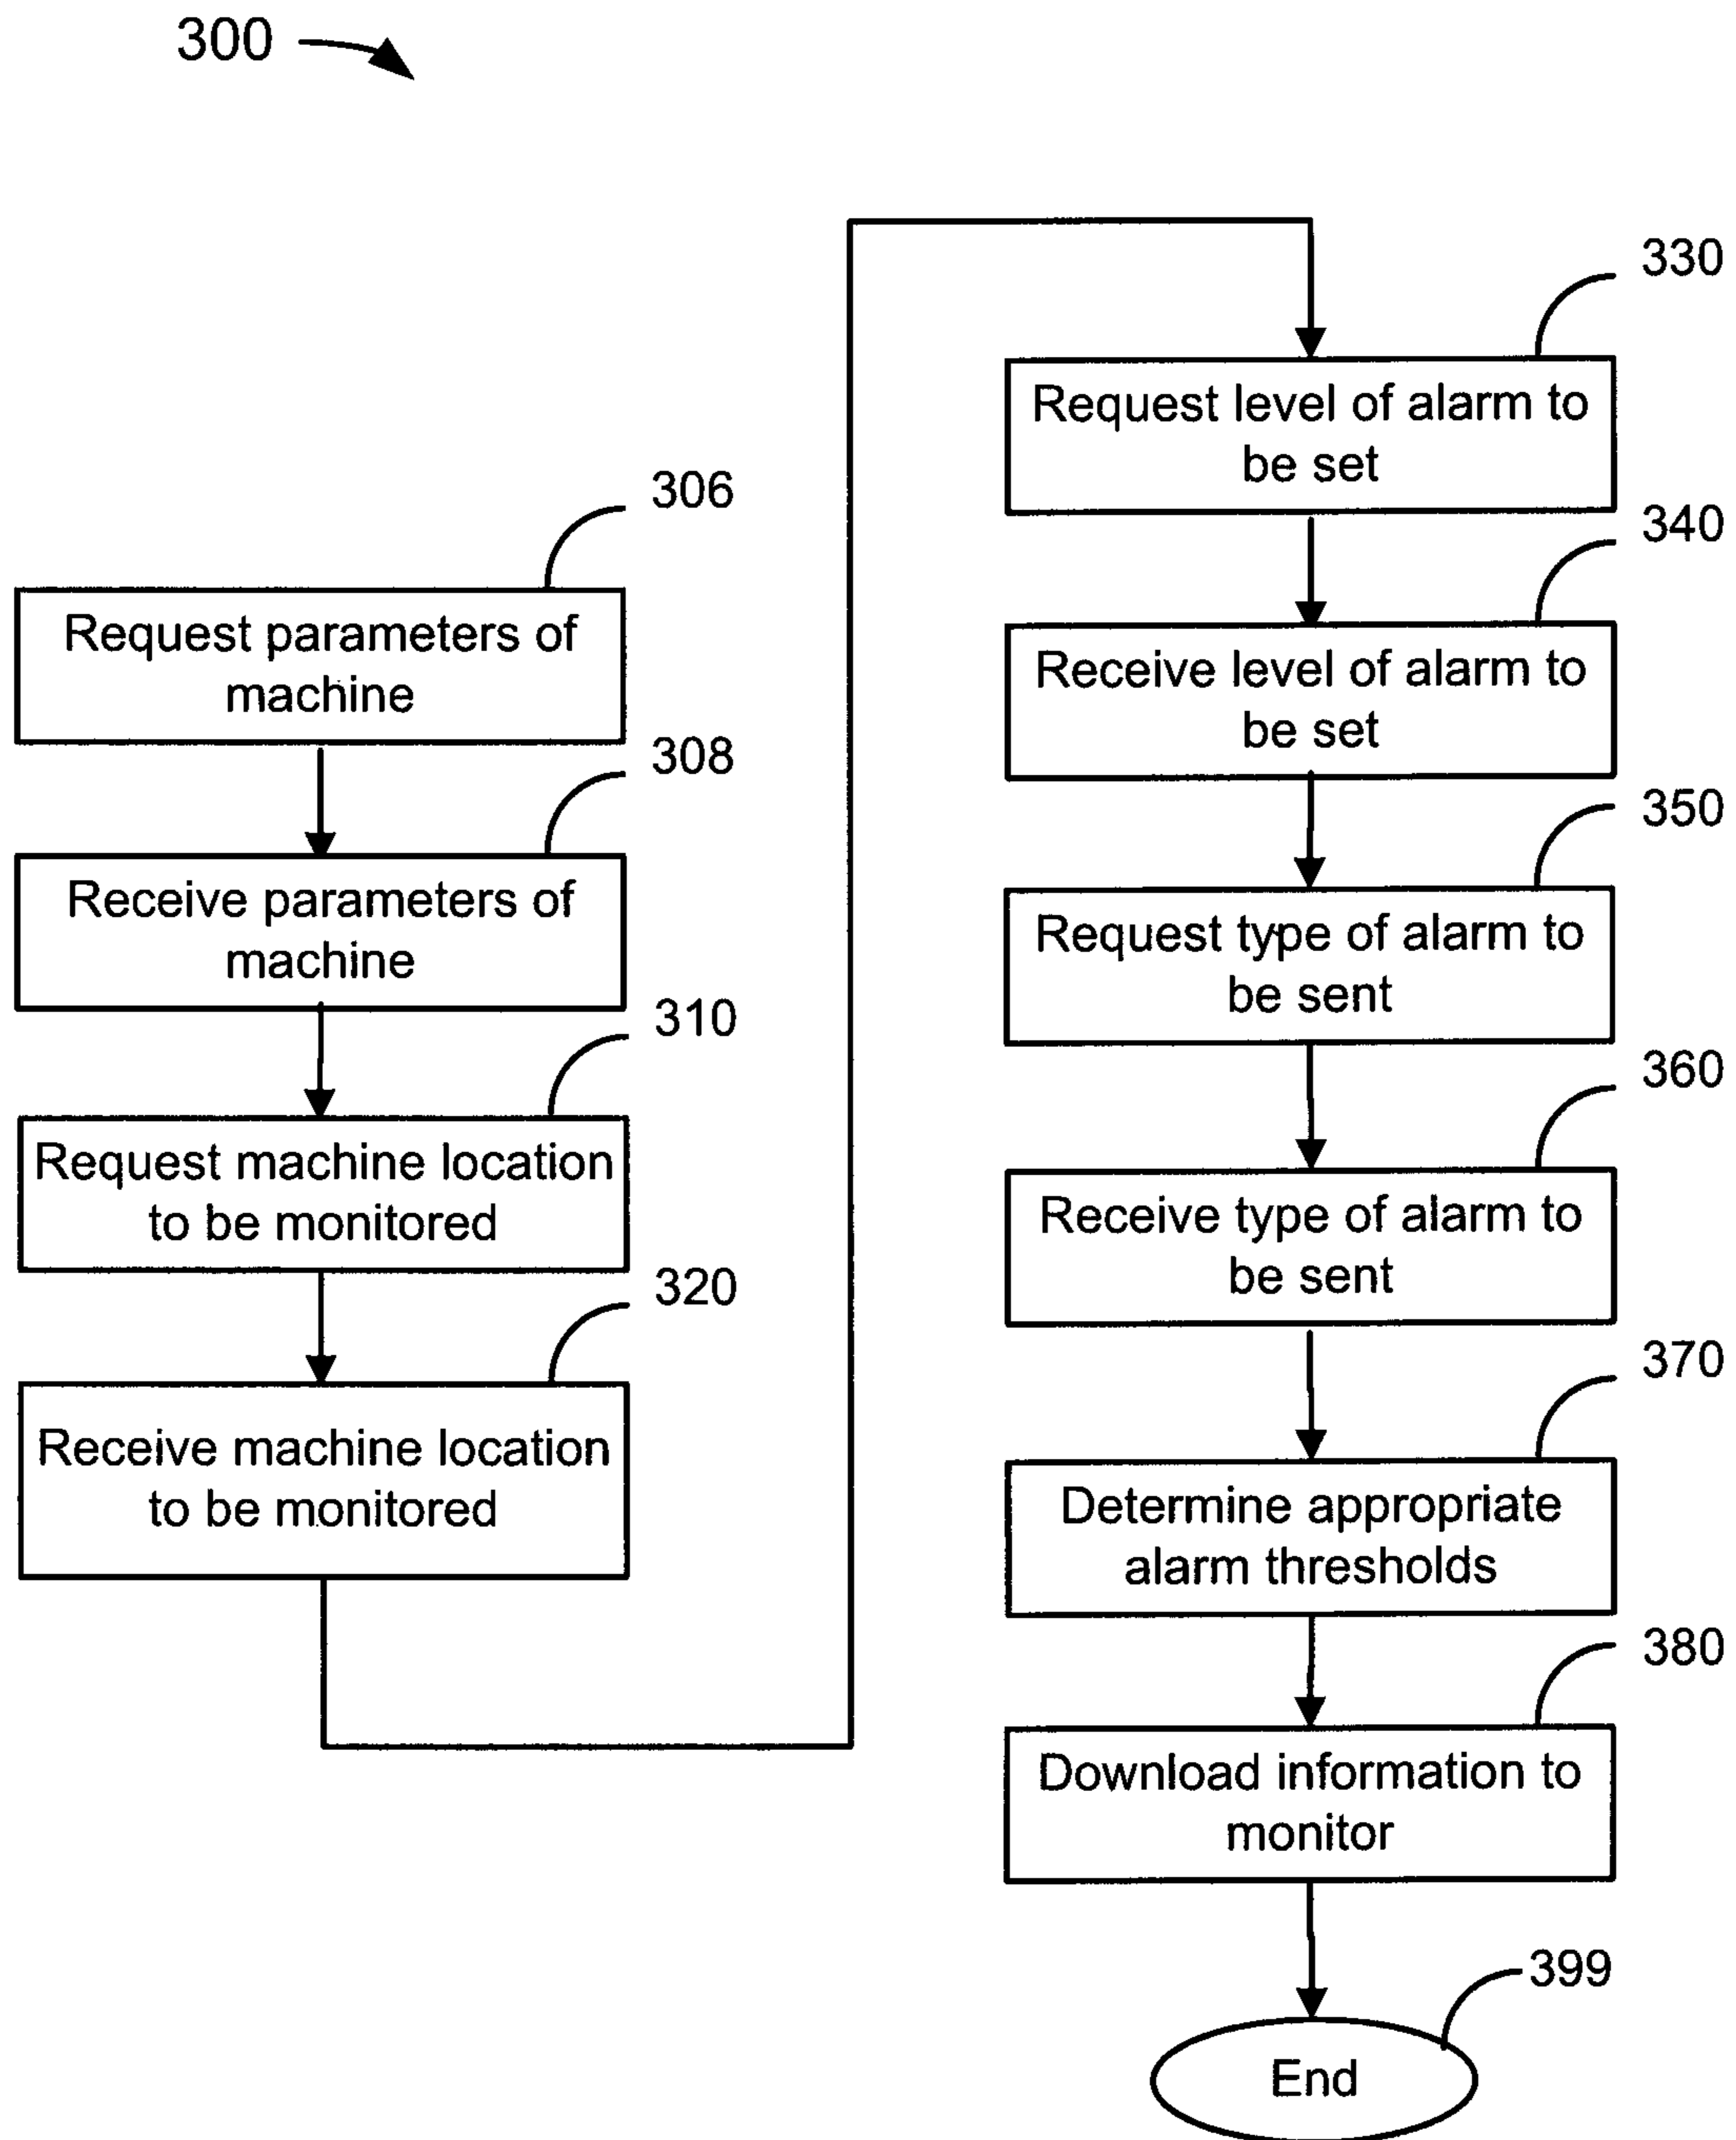 300
306
Request parameters of
machine
308
Receive parameters of
machine
310
Request machine location
to be monitored
320
Receive machine location
to be monitored
330
Request level of alarm to
be set
340
Receive level of alarm to
be set
350
Request type of alarm to
be sent
360
Receive type of alarm to
be sent
370
Determine appropriate
alarm thresholds
380
Download information to
monitor
399
End